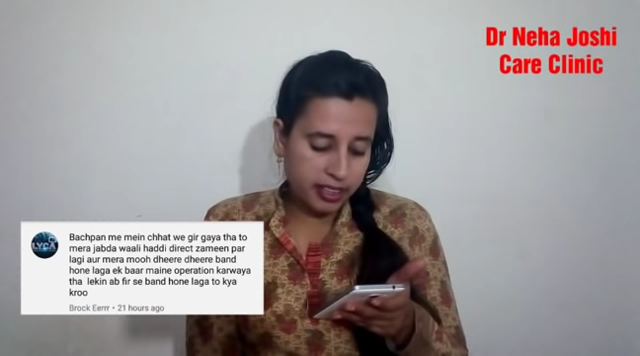 Dr Neha Joshi
Care Clinic
LYCA
Bachpan me mein chhat we gir gaya tha to
mera jabda waali haddi direct zameen par
lagi aur mera mooh dheere dheere band
hone laga ek baar maine operation karwaya
tha lekin ab fir se band hone laga to kya
kroo
Brock Eerrr • 21 hours ago